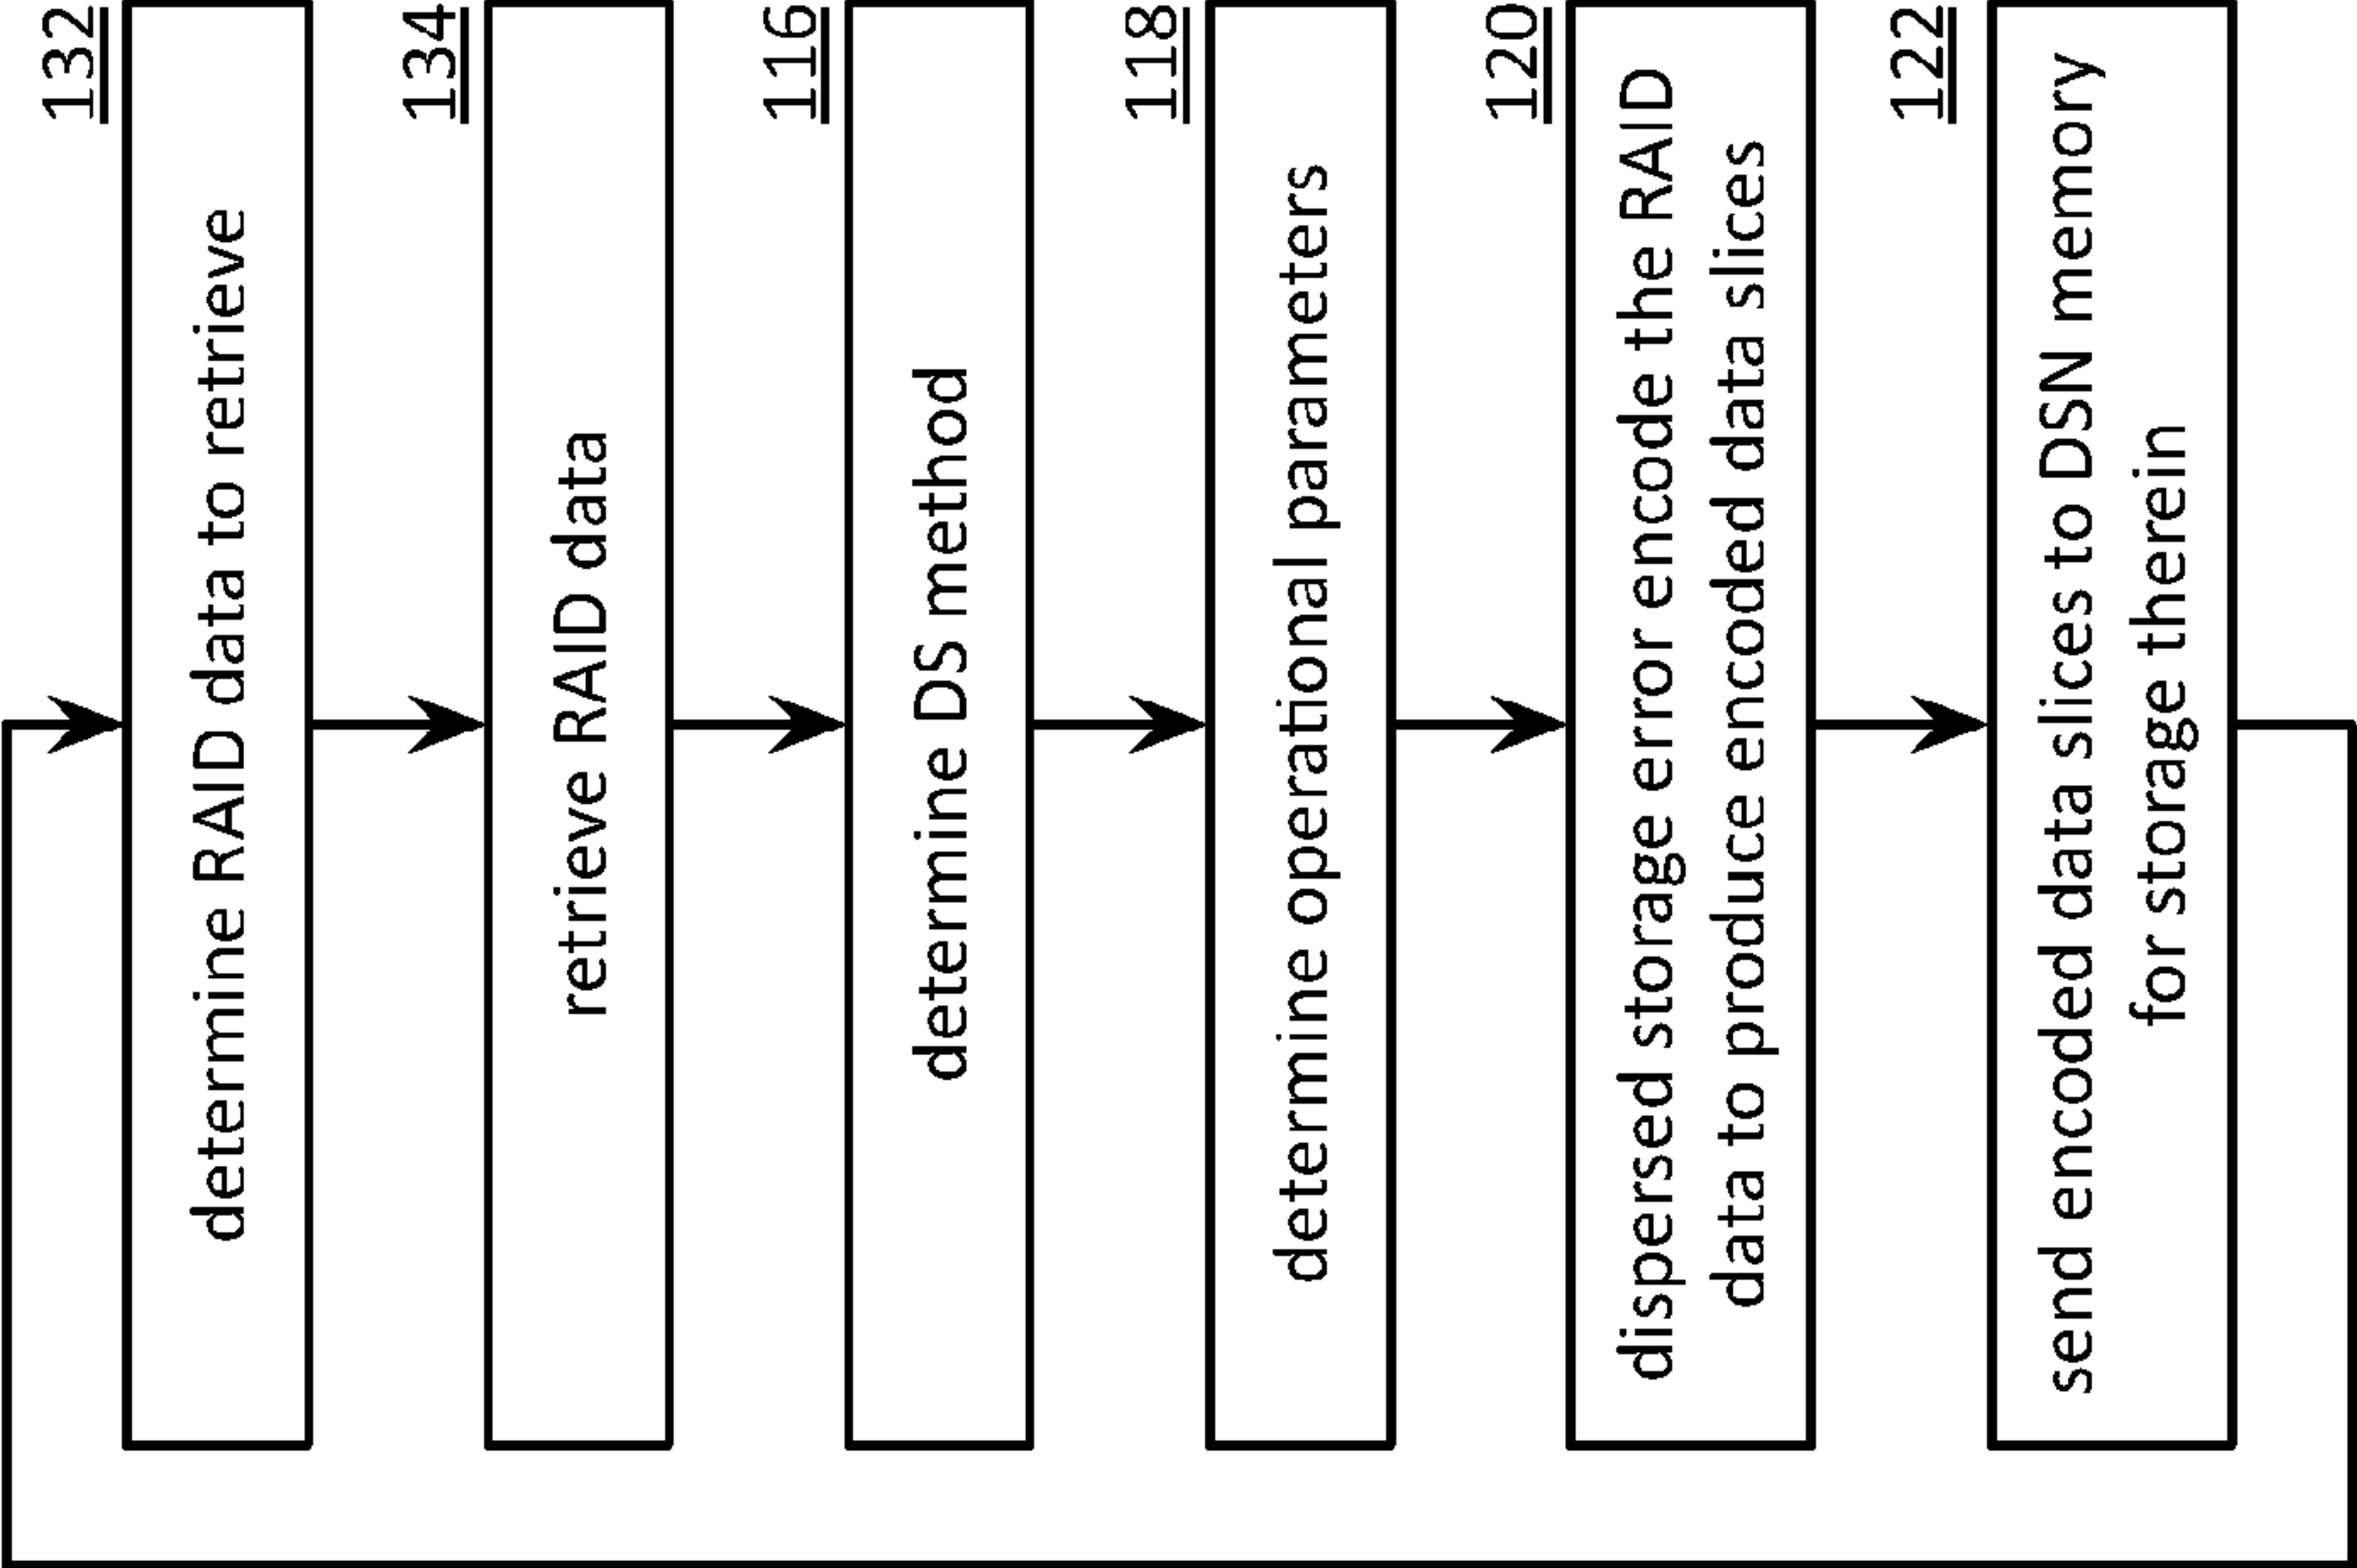 132
determine RAID data to retrieve
134
retrieve RAID data
116
determine DS method
118
determine operational parameters
120
dispersed storage error encode the RAID
data to produce encoded data slices
122
send encoded data slices to DSN memory
for storage therein